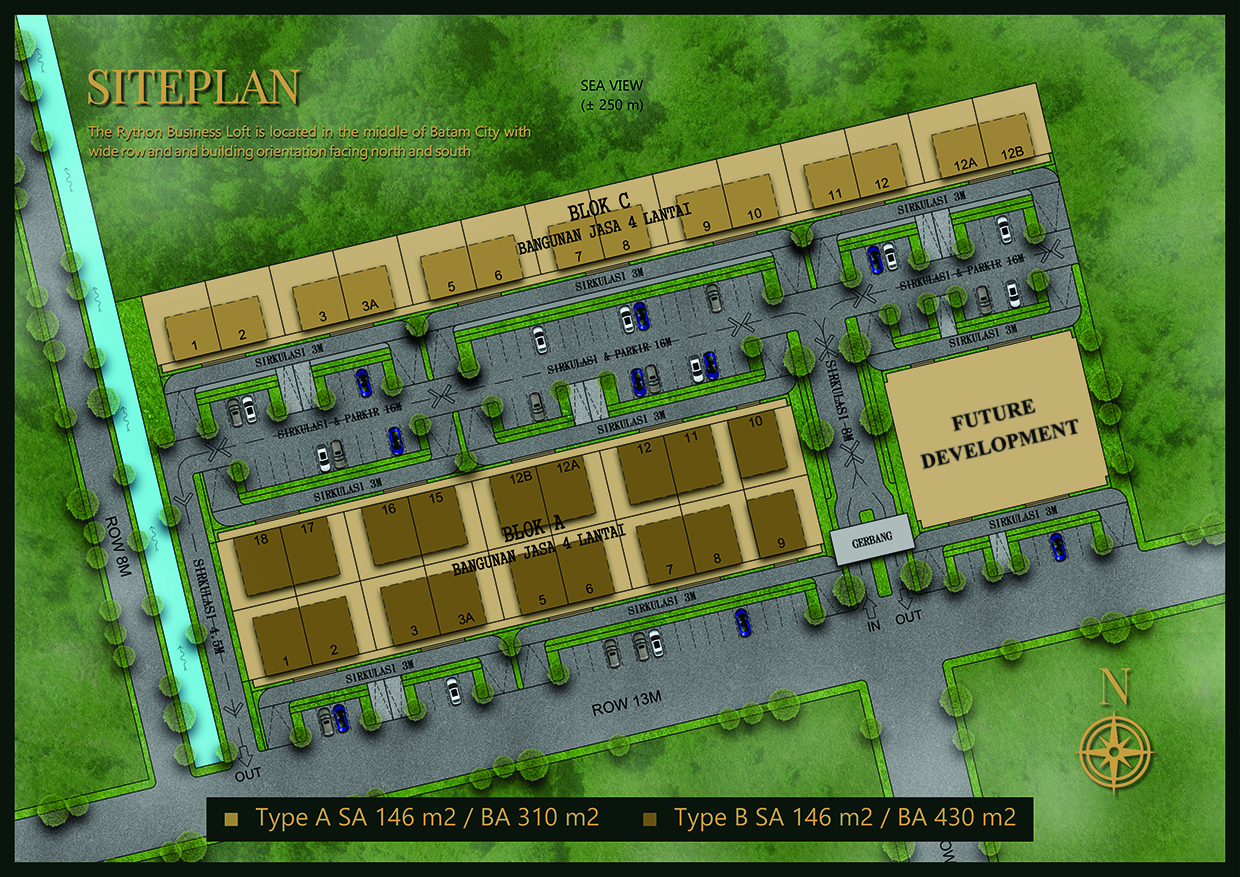 SITEPLAN
The Rython Business Loft is located in the middle of Batam City with
wide row and and building orientation facing north and south
SEA VIEW
(± 250 m)
BLOK C
BANGUNAN JASA 4 LANTAI
1
2
3
3A
5
6
7
8
9
10
11
12
12A
12B
SIRKULASI 3M
SIRKULASI 3M
SIRKULASI 3M
SIRKULASI & PARKIR 16M
SIRKULASI & PARKIR 16M
SIRKULASI & PARKIR 16M
SIRKULASI 3M
SIRKULASI 3M
SIRKULASI 3M
SIRKULASI 8M
FUTURE
DEVELOPMENT
18
17
16
15
12B
12A
12
11
10
BLOK A
BANGUNAN JASA 4 LANTAI
1
2
3
3A
5
6
7
8
9
GERBANG
SIRKULASI 3M
SIRKULASI 3M
SIRKULASI 3M
SIRKULASI 4,5M
ROW 8M
IN
OUT
ROW 13M
OUT
N
Type A SA 146 m2 / BA 310 m2
Type B SA 146 m2 / BA 430 m2